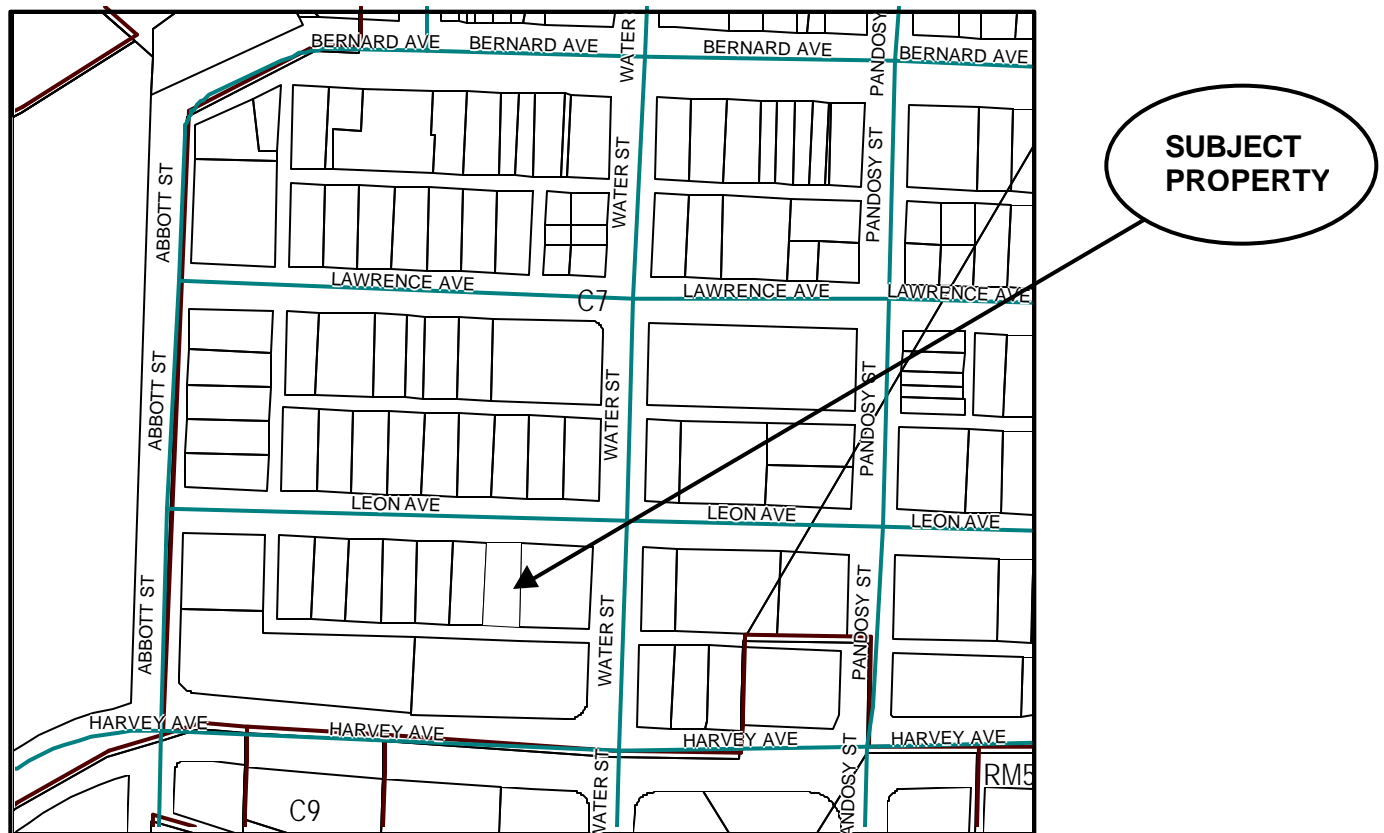 BERNARD AVE
BERNARD AVE
BERNARD AVE
BERNARD AVE
WATER
PANDOSY
SUBJECT
PROPERTY
ABBOTT ST
WATER ST
PANDOSY ST
LAWRENCE AVE
C7
LAWRENCE AVE
LAWRENCE AVE
ABBOTT ST
WATER ST
PANDOSY ST
LEON AVE
LEON AVE
LEON AVE
ABBOTT ST
WATER ST
PANDOSY ST
HARVEY AVE
HARVEY AVE
HARVEY AVE
HARVEY AVE
WATER ST
ANDOSY ST
C9
RM5